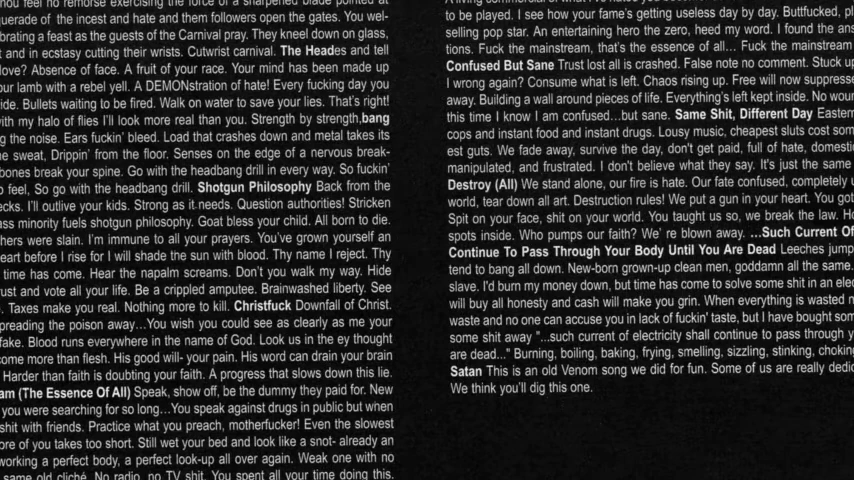 you feel no remorse exercising the force of a sharpened blade pointed at
querade of the incest and hate and them followers open the gates. You wel-
brating a feast as the guests of the Carnival pray. They kneel down on glass,
t and in ecstasy cutting their wrists. Cutwrist carnival. The Heades and tell
love? Absence of face. A fruit of your race. Your mind has been made up
our lamb with a rebel yell. A DEMONstration of hate! Every fucking day you
ide. Bullets waiting to be fired. Walk on water to save your lies. That's right!
with my halo of flies I'll look more real than you. Strength by strength,bang
g the noise. Ears fuckin' bleed. Load that crashes down and metal takes its
e sweat, Drippin' from the floor. Senses on the edge of a nervous break-
bones break your spine. Go with the headbang drill in every way. So fuckin'
o feel, So go with the headbang drill. Shotgun Philosophy Back from the
ecks. I'll outlive your kids. Strong as it needs. Question authorities! Stricken
ass minority fuels shotgun philosophy. Goat bless your child. All born to die.
hers were slain. I'm immune to all your prayers. You've grown yourself an
eart before I rise for I will shade the sun with blood. Thy name I reject. Thy
time has come. Hear the napalm screams. Don't you walk my way. Hide
rust and vote all your life. Be a crippled amputee. Brainwashed liberty. See
. Taxes make you real. Nothing more to kill. Christfuck Downfall of Christ.
preading the poison away...You wish you could see as clearly as me your
fake. Blood runs everywhere in the name of God. Look us in the ey thought
come more than flesh. His good will- your pain. His word can drain your brain
Harder than faith is doubting your faith. A progress that slows down this lie.
am (The Essence Of All) Speak, show off, be the dummy they paid for. New
you were searching for so long...You speak against drugs in public but when
shit with friends. Practice what you preach, motherfucker! Even the slowest
ore of you takes too short. Still wet your bed and look like a snot- already an
working a perfect body, a perfect look-up all over again. Weak one with no
same old cliché. No radio, no TV shit. You spent all your time doing this.
to be played. I see how your fame's getting useless day by day. Buttfucked, pl
selling pop star. An entertaining hero the zero, heed my word. I found the ans
tions. Fuck the mainstream, that's the essence of all... Fuck the mainstream
Confused But Sane Trust lost all is crashed. False note no comment. Stuck up
I wrong again? Consume what is left. Chaos rising up. Free will now suppresse
away. Building a wall around pieces of life. Everything's left kept inside. No wour
this time I know I am confused...but sane. Same Shit, Different Day Eastern
cops and instant food and instant drugs. Lousy music, cheapest sluts cost som
est guts. We fade away, survive the day, don't get paid, full of hate, domestic
manipulated, and frustrated. I don't believe what they say. It's just the same
Destroy (All) We stand alone, our fire is hate. Our fate confused, completely u
world, tear down all art. Destruction rules! We put a gun in your heart. You got
Spit on your face, shit on your world. You taught us so, we break the law. Ho
spots inside. Who pumps our faith? We' re blown away. ...Such Current Of
Continue To Pass Through Your Body Until You Are Dead Leeches jump
tend to bang all down. New-born grown-up clean men, goddamn all the same.
slave. I'd burn my money down, but time has come to solve some shit in an elec
will buy all honesty and cash will make you grin. When everything is wasted n
waste and no one can accuse you in lack of fuckin' taste, but I have bought som
some shit away "...such current of electricity shall continue to pass through y
are dead..." Burning, boiling, baking, frying, smelling, sizzling, stinking, choking
Satan This is an old Venom song we did for fun. Some of us are really dedic
We think you'll dig this one.